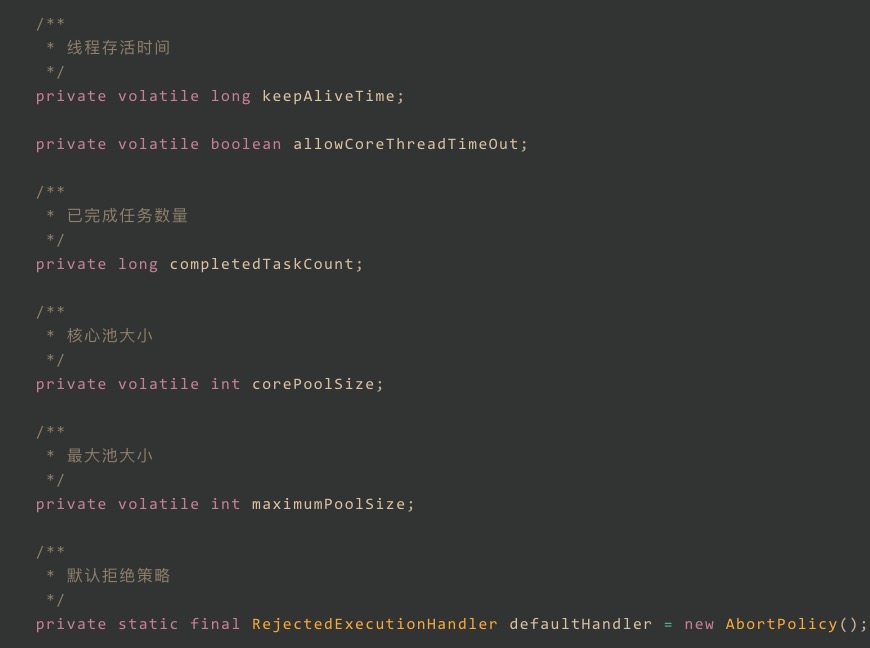 /**
 * 线程存活时间
 */
private volatile long keepAliveTime;
private volatile boolean allowCoreThreadTimeOut;
/**
 * 已完成任务数量
 */
private long completedTaskCount;
/**
 * 核心池大小
 */
private volatile int corePoolSize;
/**
 * 最大池大小
 */
private volatile int maximumPoolSize;
/**
 * 默认拒绝策略
 */
private static final RejectedExecutionHandler defaultHandler = new AbortPolicy();